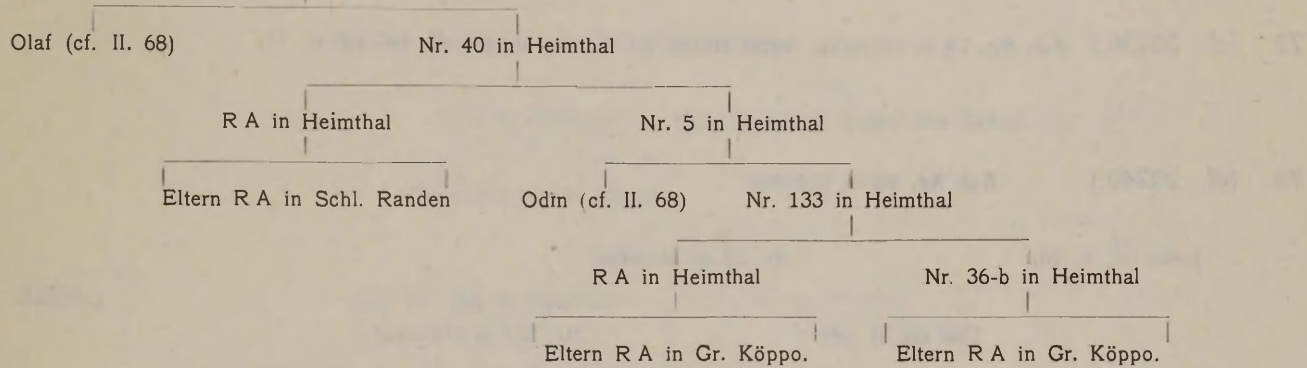 Olaf (cf. II. 68) Nr. 40 in Heimthal
R A in Heimthal Nr. 5 in Heimthal
Eltern R A in Schl. Randen Odin (cf. II. 68) Nr. 133 in Heimthal
R A in Heimthal Nr. 36-b in Heimthal
Eltern R A in Gr. Köppo. Eltern R A in Gr. Köppo.